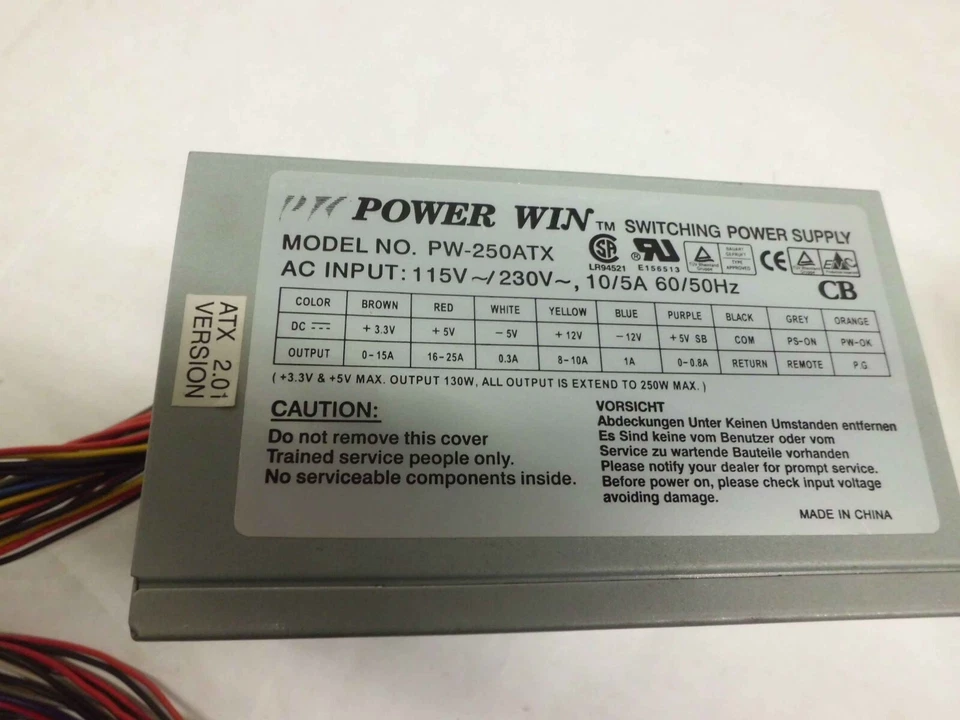 POWER WIN™ SWITCHING POWER SUPPLY
MODEL NO. PW-250ATX
AC INPUT: 115V~/230V~, 10/5A 60/50Hz
LR94521 E156513
CE
CB
COLOR BROWN RED WHITE YELLOW BLUE PURPLE BLACK GREY ORANGE
DC + 3.3V + 5V – 5V + 12V – 12V + 5V SB COM PS-ON PW-OK
OUTPUT 0–15A 16–25A 0.3A 8–10A 1A 0–0.8A RETURN REMOTE P.G.
( +3.3V & +5V MAX. OUTPUT 130W, ALL OUTPUT IS EXTEND TO 250W MAX. )
CAUTION:
Do not remove this cover
Trained service people only.
No serviceable components inside.
VORSICHT
Abdeckungen Unter Keinen Umstanden entfernen
Es Sind keine vom Benutzer oder vom
Service zu wartende Bauteile vorhanden
Please notify your dealer for prompt service.
Before power on, please check input voltage
avoiding damage.
MADE IN CHINA
ATX 2.01
VERSION